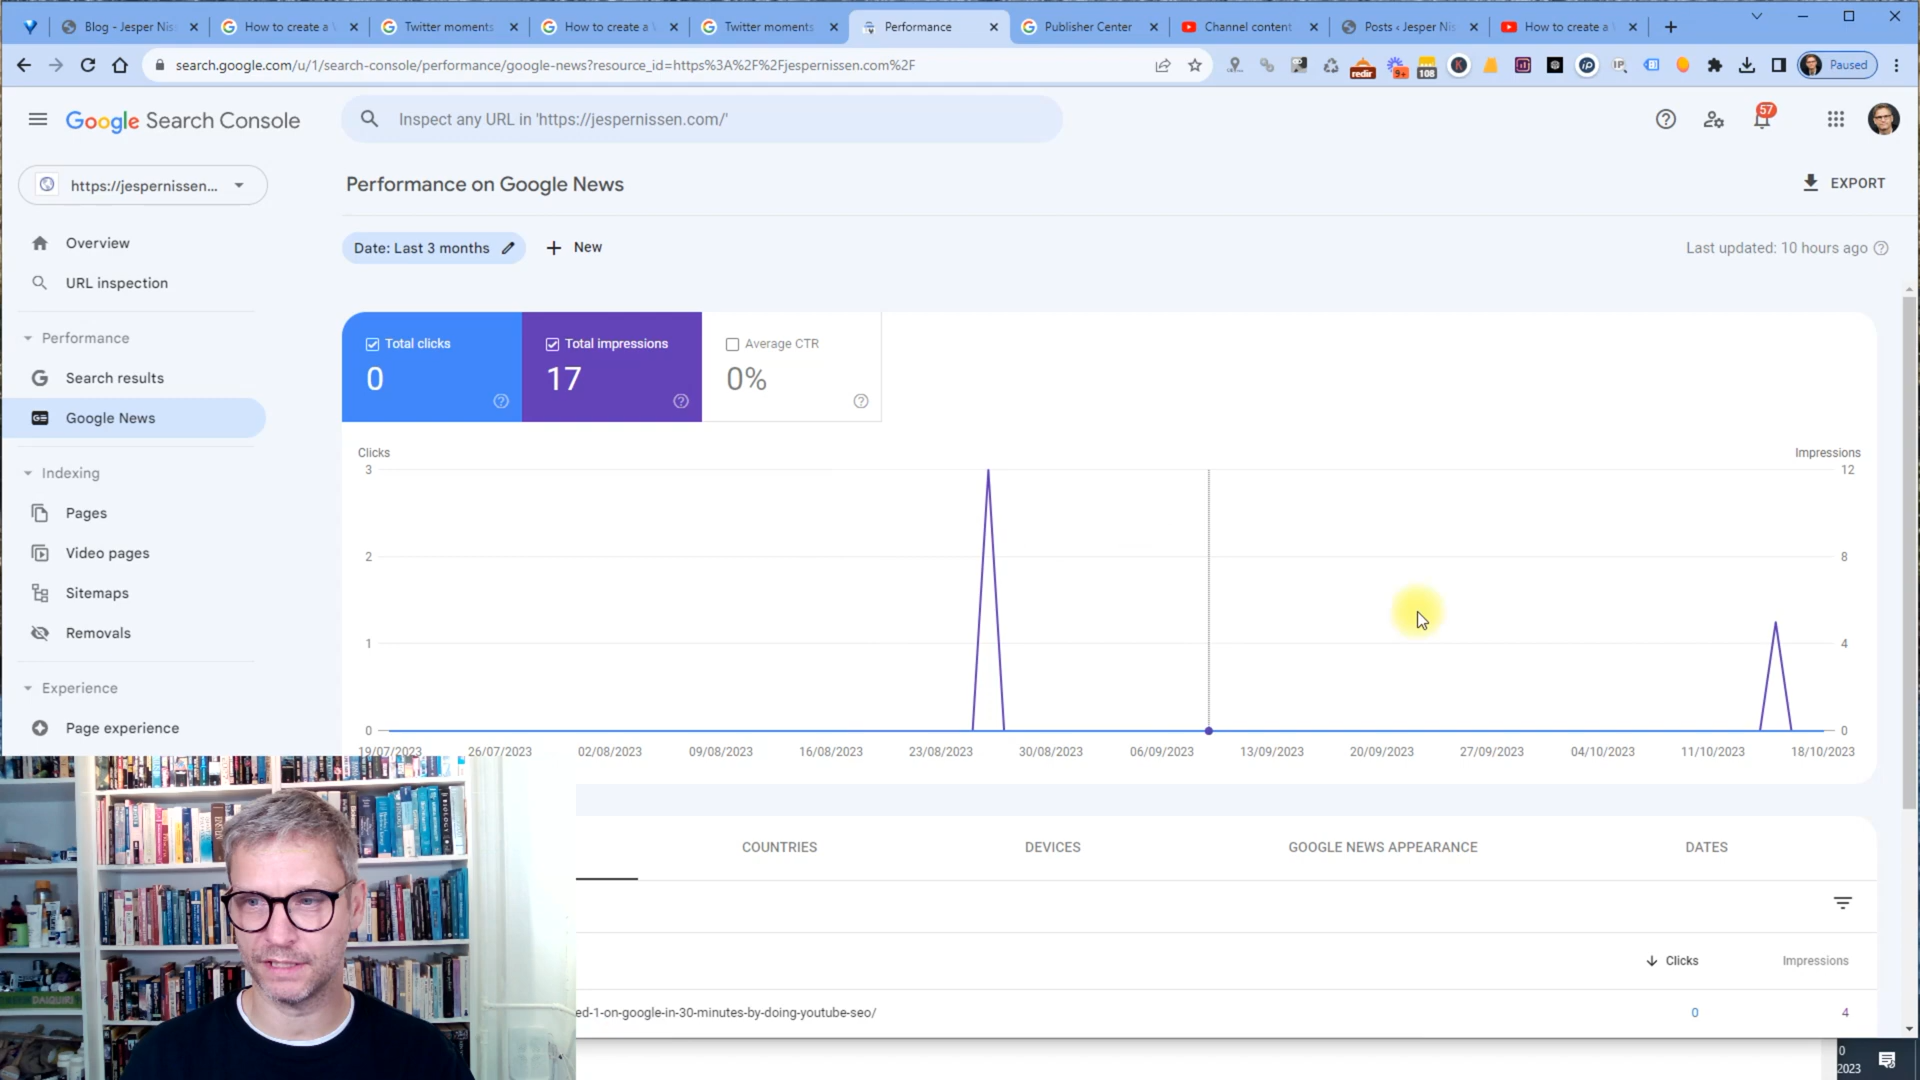 Blog - Jesper Nis
How to create a
Twitter moments
How to create a
Twitter moments
Performance
Publisher Center
Channel content
Posts ‹ Jesper Nis
How to create a
search.google.com/u/1/search-console/performance/google-news?resource_id=https%3A%2F%2Fjespernissen.com%2F
redir
9+
108
IP
Paused
Google Search Console
Inspect any URL in 'https://jespernissen.com/'
57
https://jespernissen...
Performance on Google News
EXPORT
Date: Last 3 months
New
Last updated: 10 hours ago
Overview
URL inspection
Performance
Search results
Google News
Indexing
Pages
Video pages
Sitemaps
Removals
Experience
Page experience
Total clicks
0
Total impressions
17
Average CTR
0%
Clicks
Impressions
3
12
2
8
1
4
0
0
19/07/2023
26/07/2023
02/08/2023
09/08/2023
16/08/2023
23/08/2023
30/08/2023
06/09/2023
13/09/2023
20/09/2023
27/09/2023
04/10/2023
11/10/2023
18/10/2023
COUNTRIES
DEVICES
GOOGLE NEWS APPEARANCE
DATES
Clicks
Impressions
ed-1-on-google-in-30-minutes-by-doing-youtube-seo/
0
4
0
2023